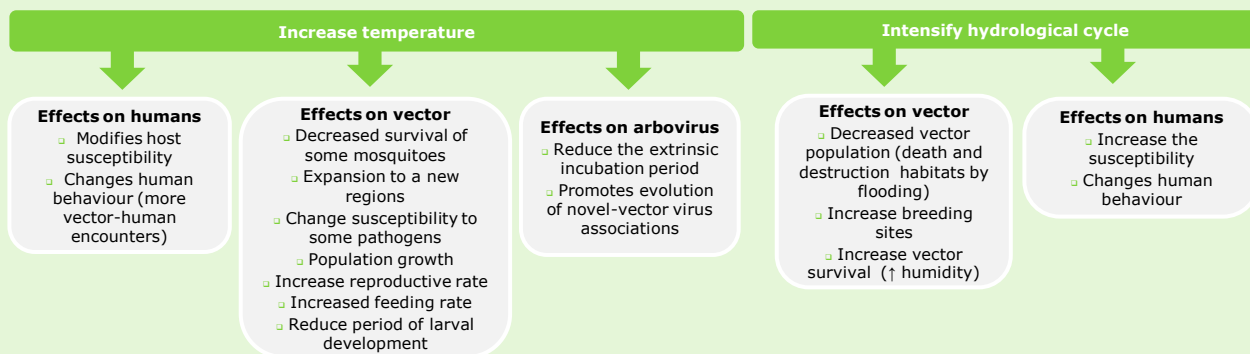 Increase temperature
Effects on humans
Modifies host
susceptibility
Changes human
behaviour (more
vector-human
encounters)
Effects on vector
Decreased survival of
some mosquitoes
Expansion to a new
regions
Change susceptibility to
some pathogens
Population growth
Increase reproductive rate
Increased feeding rate
Reduce period of larval
development
Effects on arbovirus
Reduce the extrinsic
incubation period
Promotes evolution
of novel-vector virus
associations
Intensify hydrological cycle
Effects on vector
Decreased vector
population (death and
destruction habitats by
flooding)
Increase breeding
sites
Increase vector
survival (↑ humidity)
Effects on humans
Increase the
susceptibility
Changes human
behaviour